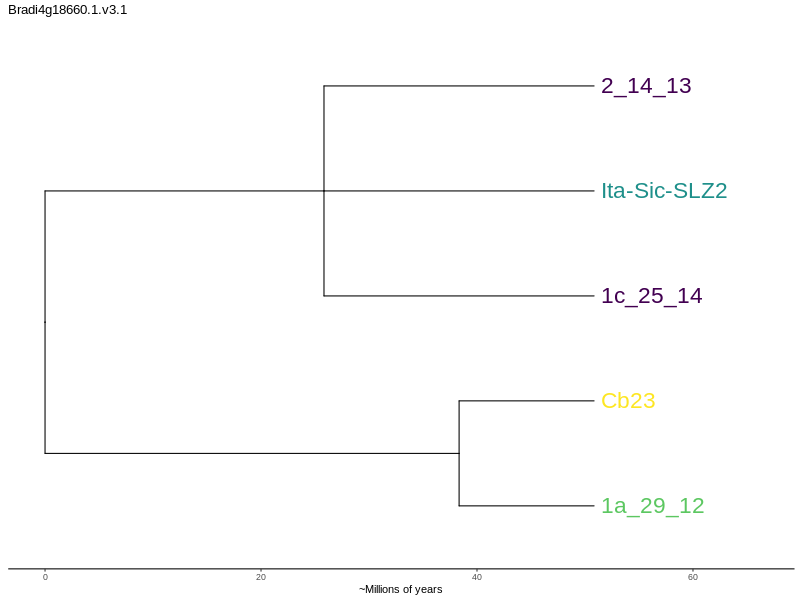 Bradi4g18660.1.v3.1
2_14_13
Ita-Sic-SLZ2
1c_25_14
Cb23
1a_29_12
0 20 40 60
~Millions of years